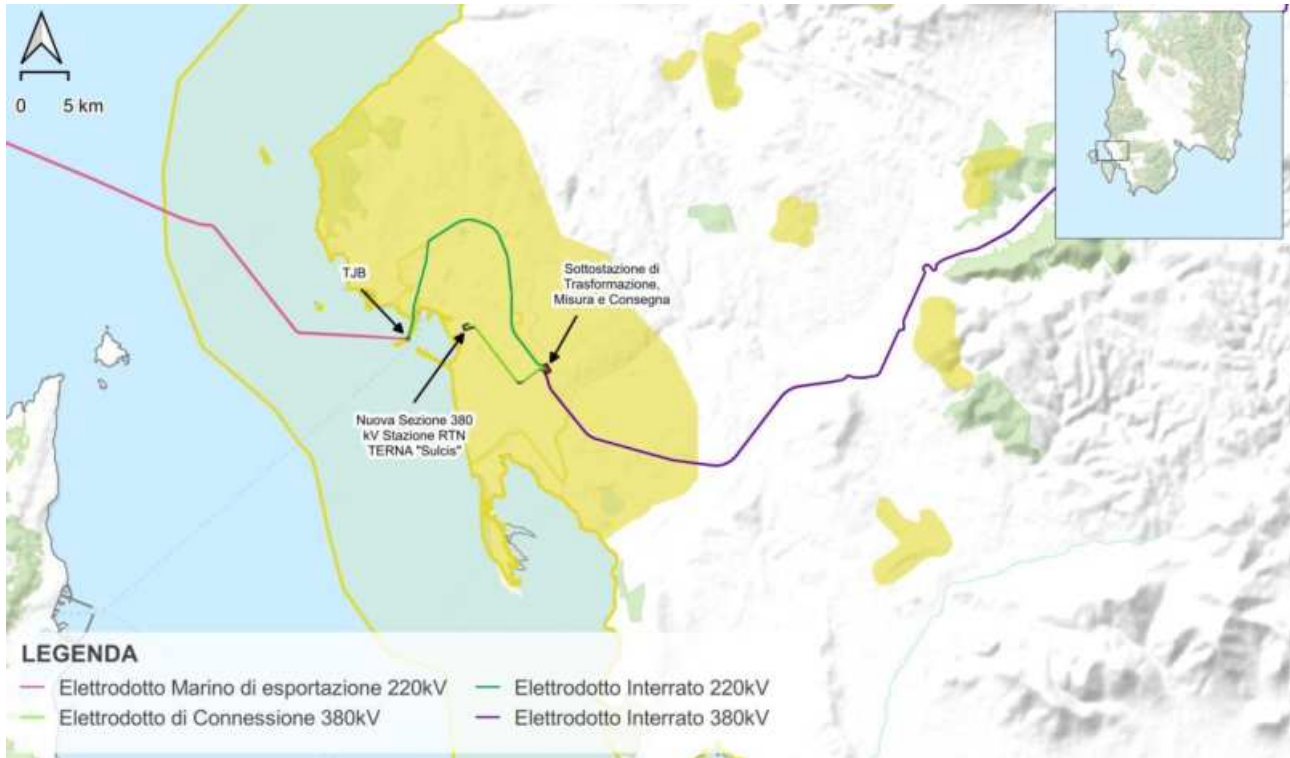 0 5 km
TJB
Sottostazione di
Trasformazione,
Misura e Consegna
Nuova Sezione 380
kV Stazione RTN
TERNA "Sulcis"
LEGENDA
Elettrodotto Marino di esportazione 220kV
Elettrodotto di Connessione 380kV
Elettrodotto Interrato 220kV
Elettrodotto Interrato 380kV